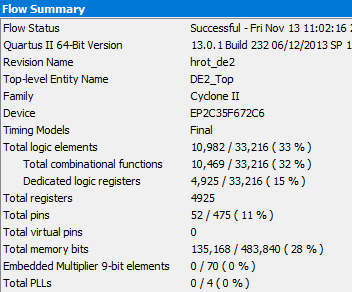 Flow Summary
Flow Status Successful - Fri Nov 13 11:02:16 2
Quartus II 64-Bit Version 13.0.1 Build 232 06/12/2013 SP 1
Revision Name hrot_de2
Top-level Entity Name DE2_Top
Family Cyclone II
Device EP2C35F672C6
Timing Models Final
Total logic elements 10,982 / 33,216 ( 33 % )
Total combinational functions 10,469 / 33,216 ( 32 % )
Dedicated logic registers 4,925 / 33,216 ( 15 % )
Total registers 4925
Total pins 52 / 475 ( 11 % )
Total virtual pins 0
Total memory bits 135,168 / 483,840 ( 28 % )
Embedded Multiplier 9-bit elements 0 / 70 ( 0 % )
Total PLLs 0 / 4 ( 0 % )